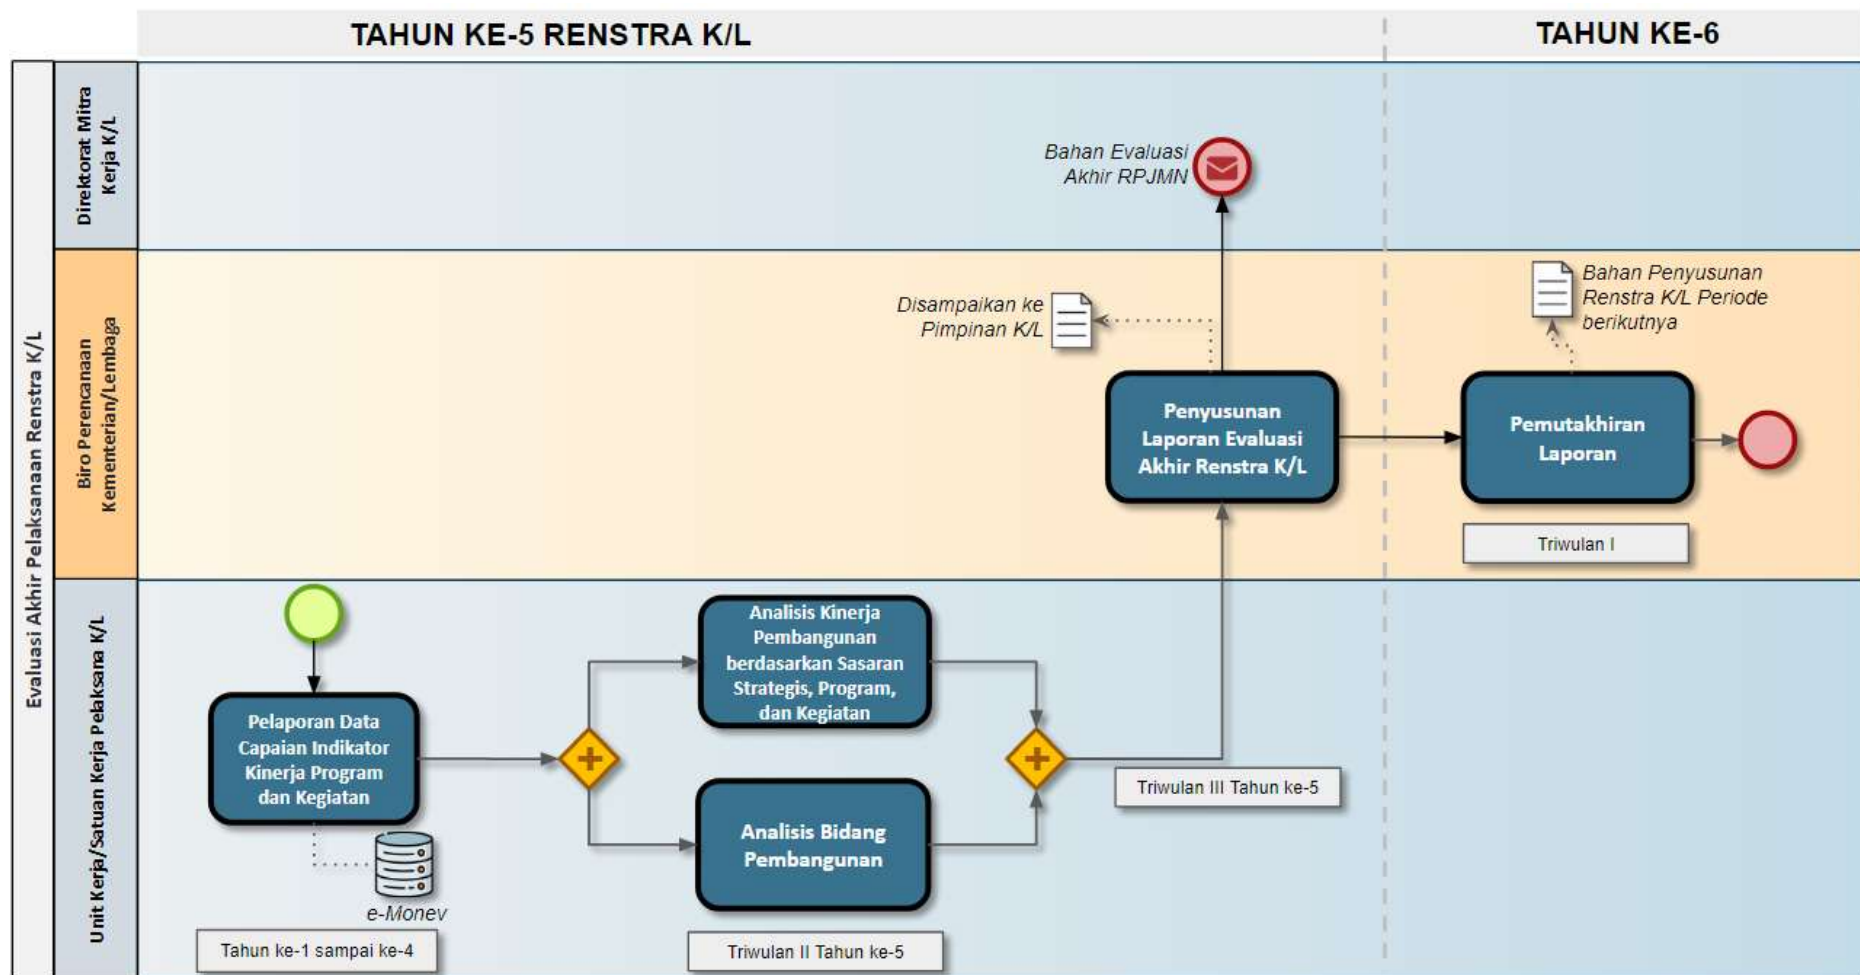 TAHUN KE-5 RENSTRA K/L
TAHUN KE-6
Evaluasi Akhir Pelaksanaan Renstra K/L
Direktorat Mitra
Kerja K/L
Bahan Evaluasi
Akhir RPJMN
Biro Perencanaan
Kementerian/Lembaga
Disampaikan ke
Pimpinan K/L
Bahan Penyusunan
Renstra K/L Periode
berikutnya
Penyusunan
Laporan Evaluasi
Akhir Renstra K/L
Pemutakhiran
Laporan
Triwulan I
Unit Kerja/Satuan Kerja Pelaksana K/L
Pelaporan Data
Capaian Indikator
Kinerja Program
dan Kegiatan
e-Monev
Tahun ke-1 sampai ke-4
Analisis Kinerja
Pembangunan
berdasarkan Sasaran
Strategis, Program,
dan Kegiatan
Analisis Bidang
Pembangunan
Triwulan II Tahun ke-5
Triwulan III Tahun ke-5